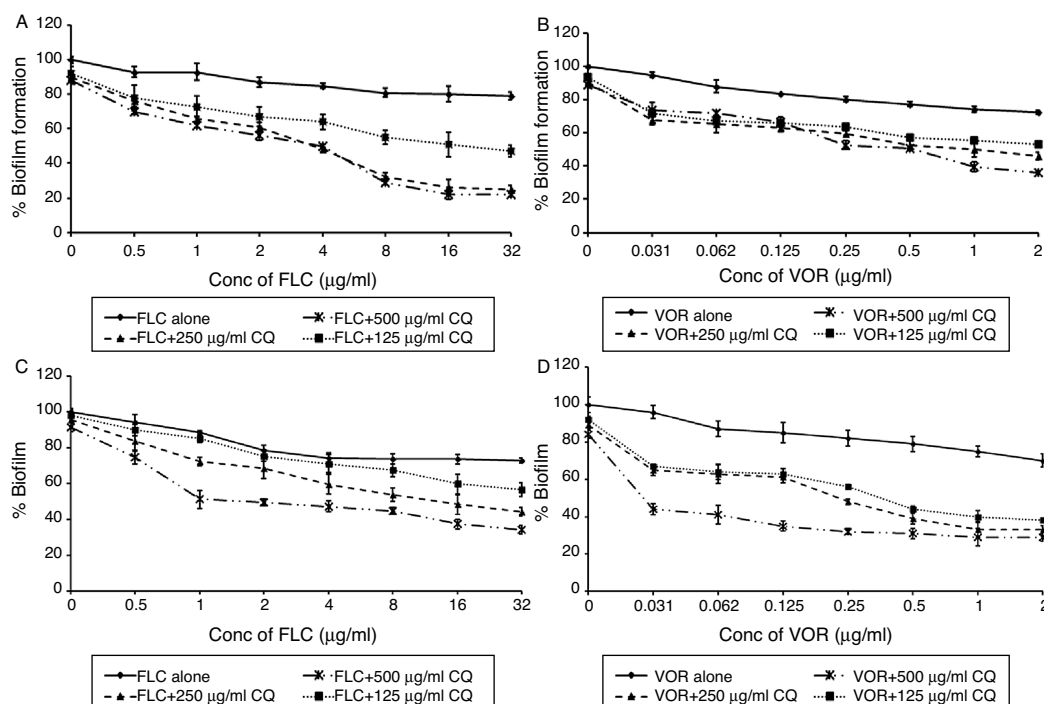 A
% Biofilm formation
120
100
80
60
40
20
0
0 0.5 1 2 4 8 16 32
Conc of FLC (µg/ml)
FLC alone FLC+500 µg/ml CQ
FLC+250 µg/ml CQ FLC+125 µg/ml CQ
B
% Biofilm formation
120
100
80
60
40
20
0
0 0.031 0.062 0.125 0.25 0.5 1 2
Conc of VOR (µg/ml)
VOR alone VOR+500 µg/ml CQ
VOR+250 µg/ml CQ VOR+125 µg/ml CQ
C
% Biofilm
120
100
80
60
40
20
0
0 0.5 1 2 4 8 16 32
Conc of FLC (µg/ml)
FLC alone FLC+500 µg/ml CQ
FLC+250 µg/ml CQ FLC+125 µg/ml CQ
D
% Biofilm
120
100
80
60
40
20
0
0 0.031 0.062 0.125 0.25 0.5 1 2
Conc of VOR (µg/ml)
VOR alone VOR+500 µg/ml CQ
VOR+250 µg/ml CQ VOR+125 µg/ml CQ